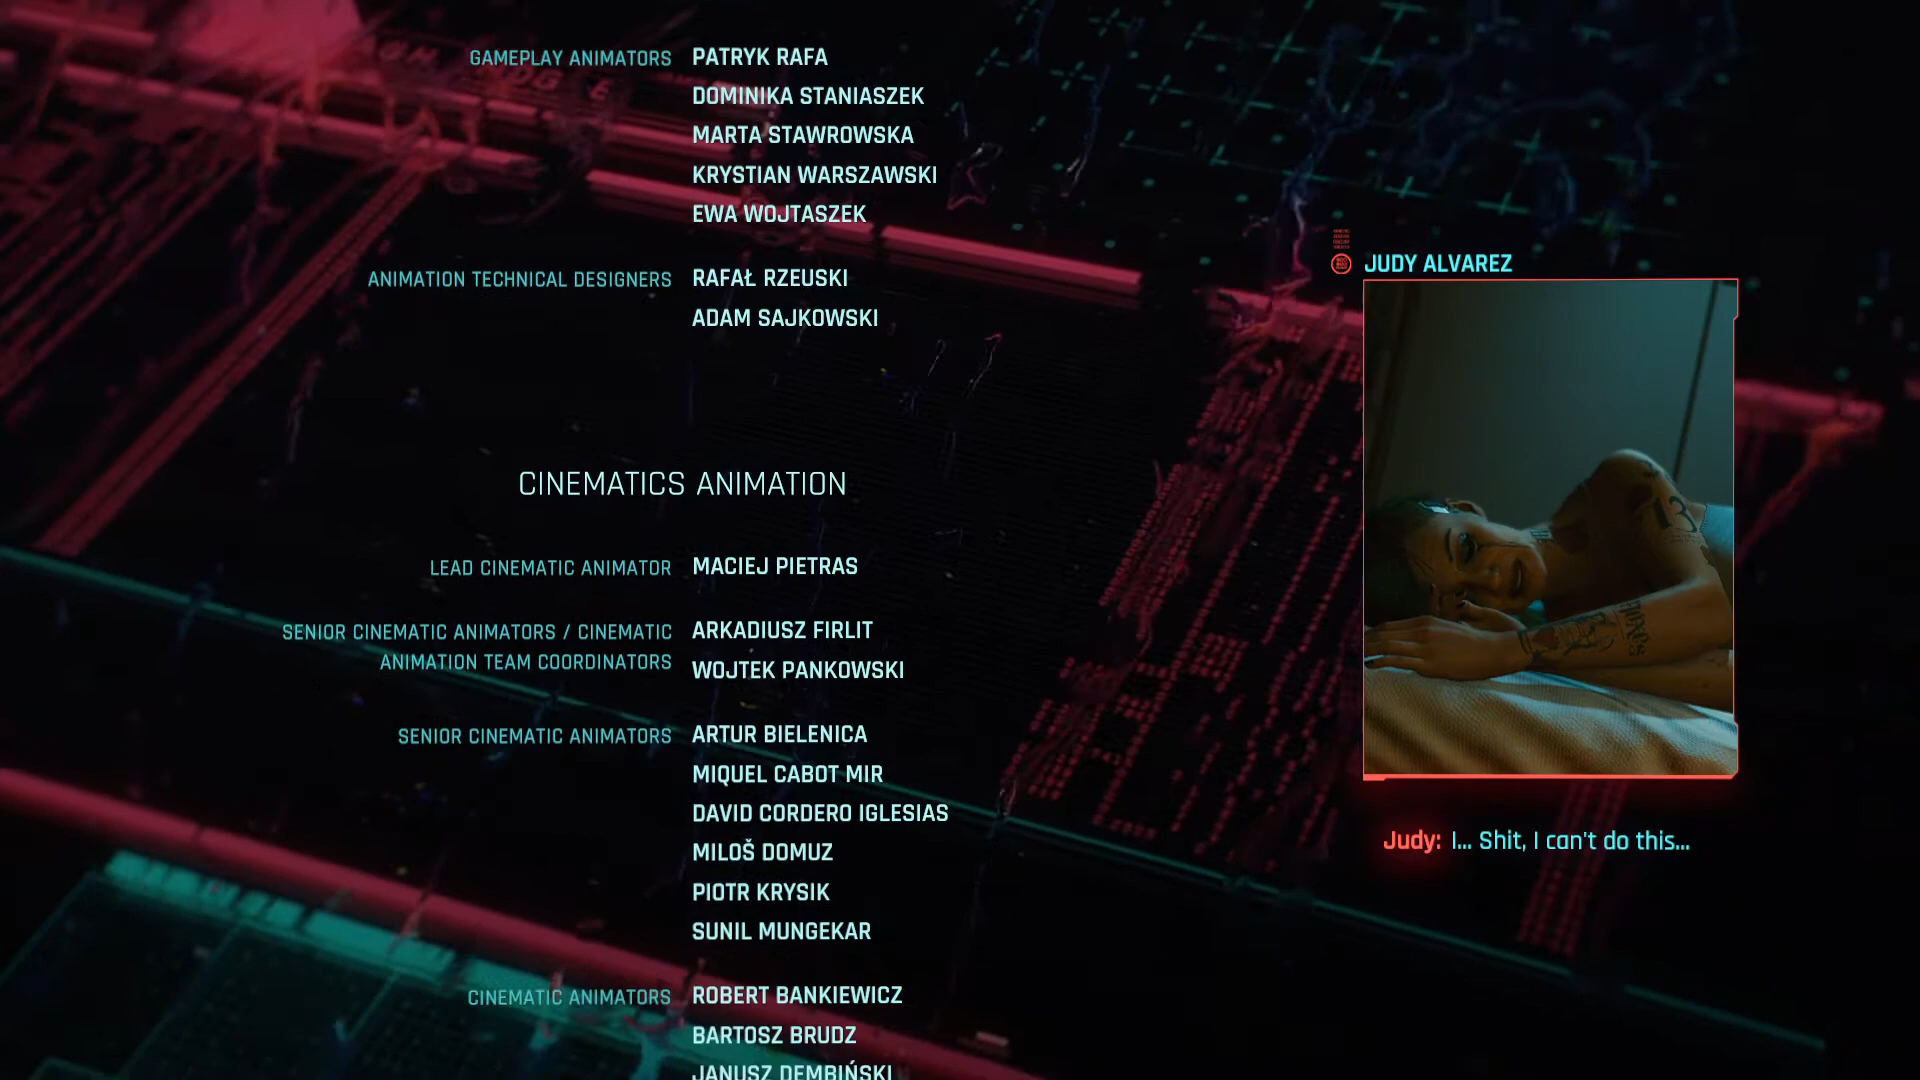 GAMEPLAY ANIMATORS PATRYK RAFA
DOMINIKA STANIASZEK
MARTA STAWROWSKA
KRYSTIAN WARSZAWSKI
EWA WOJTASZEK
ANIMATION TECHNICAL DESIGNERS RAFAŁ RZEUSKI
ADAM SAJKOWSKI
CINEMATICS ANIMATION
LEAD CINEMATIC ANIMATOR MACIEJ PIETRAS
SENIOR CINEMATIC ANIMATORS / CINEMATIC ARKADIUSZ FIRLIT
ANIMATION TEAM COORDINATORS WOJTEK PANKOWSKI
SENIOR CINEMATIC ANIMATORS ARTUR BIELENICA
MIQUEL CABOT MIR
DAVID CORDERO IGLESIAS
MILOŠ DOMUZ
PIOTR KRYSIK
SUNIL MUNGEKAR
CINEMATIC ANIMATORS ROBERT BANKIEWICZ
BARTOSZ BRUDZ
JANUSZ DEMBIŃSKI
JUDY ALVAREZ
13
Judy: I... Shit, I can't do this...